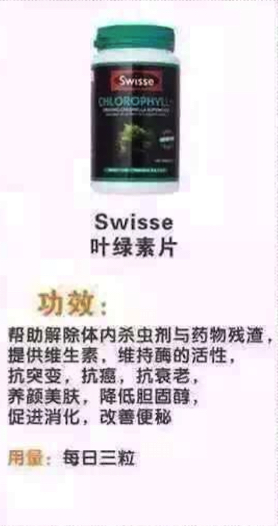 Swisse
CHLOROPHYLL+
Swisse
叶绿素片
功效：
帮助解除体内杀虫剂与药物残渣，
提供维生素，维持酶的活性，
抗突变，抗癌，抗衰老，
养颜美肤，降低胆固醇，
促进消化，改善便秘
用量：每日三粒